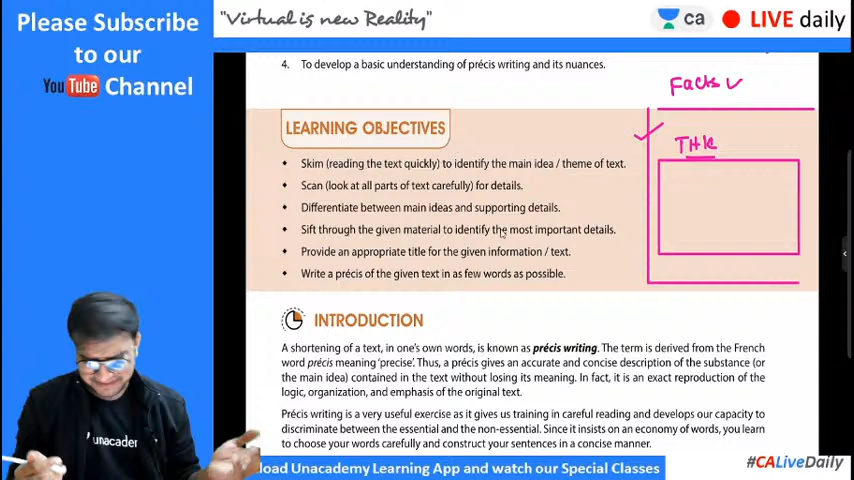 Please Subscribe
to our
You Tube Channel
"Virtual is new Reality"
ca
LIVE daily
4. To develop a basic understanding of précis writing and its nuances.
Facts
LEARNING OBJECTIVES
Title
Skim (reading the text quickly) to identify the main idea / theme of text.
Scan (look at all parts of text carefully) for details.
Differentiate between main ideas and supporting details.
Sift through the given material to identify the most important details.
Provide an appropriate title for the given information / text.
Write a précis of the given text in as few words as possible.
INTRODUCTION
A shortening of a text, in one's own words, is known as précis writing. The term is derived from the French
word précis meaning 'precise'. Thus, a précis gives an accurate and concise description of the substance (or
the main idea) contained in the text without losing its meaning. In fact, it is an exact reproduction of the
logic, organization, and emphasis of the original text.
Précis writing is a very useful exercise as it gives us training in careful reading and develops our capacity to
discriminate between the essential and the non-essential. Since it insists on an economy of words, you learn
to choose your words carefully and construct your sentences in a concise manner.
unacade
load Unacademy Learning App and watch our Special Classes
#CALiveDaily